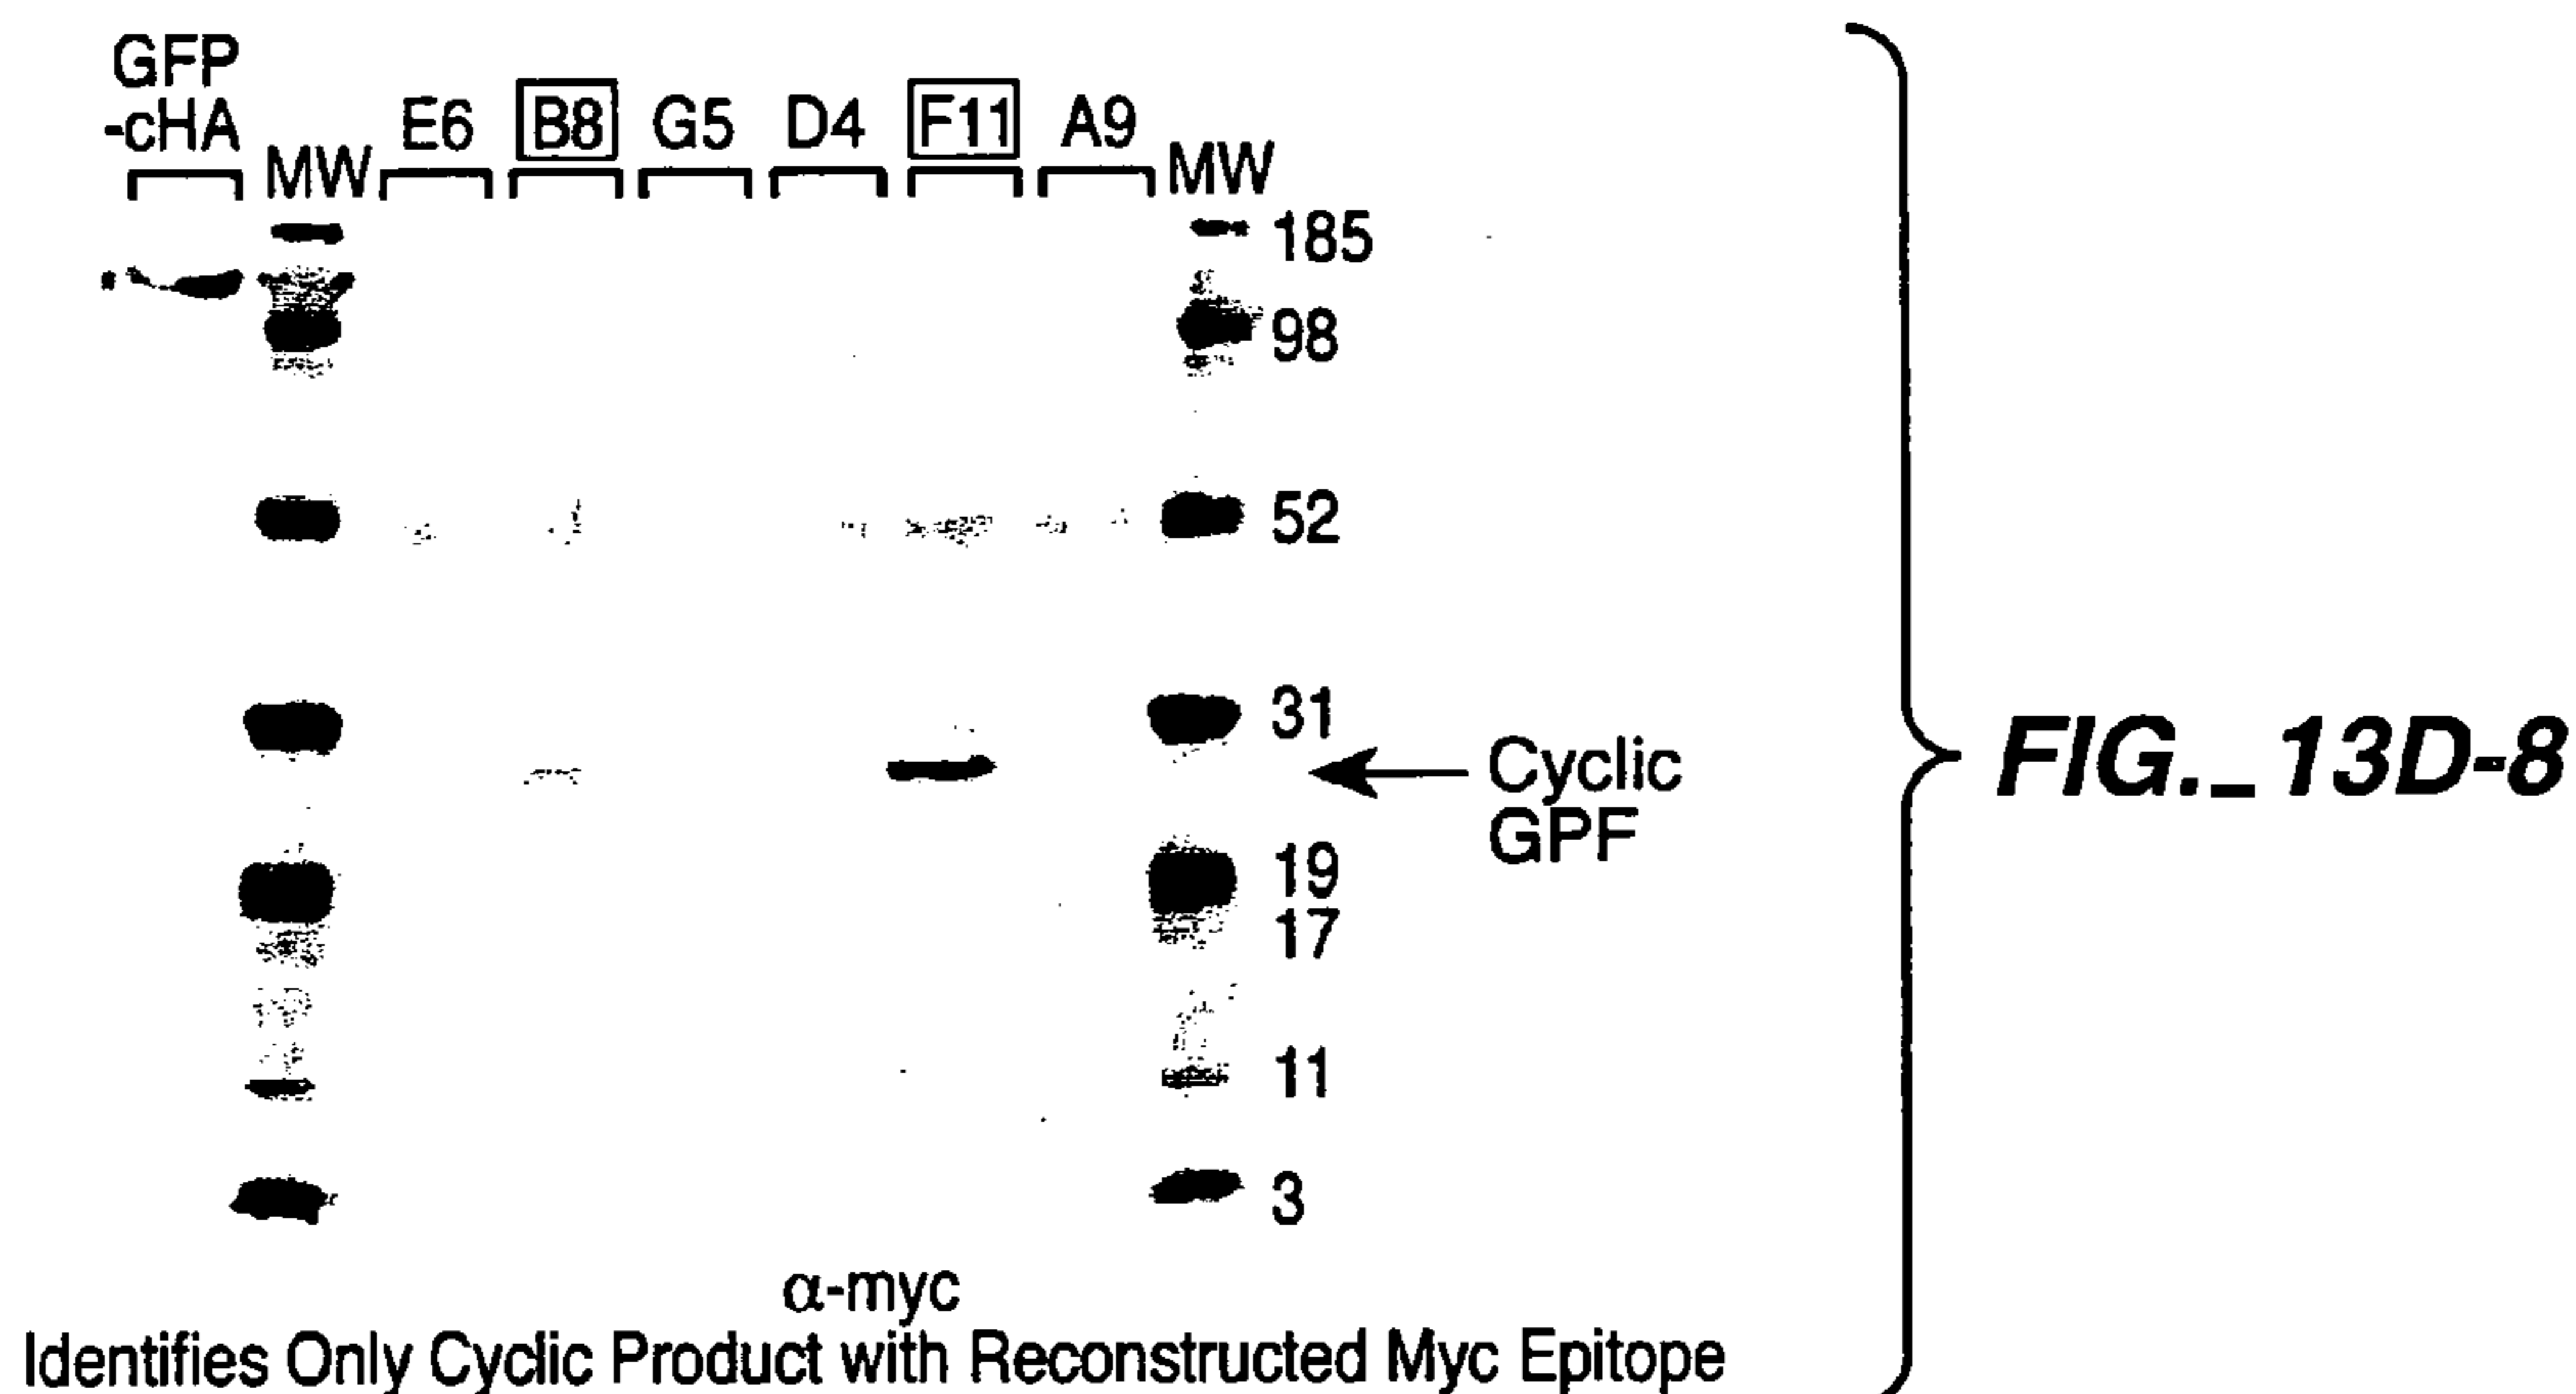 GFP
-cHA
MW
E6
B8
G5
D4
F11
A9
MW
185
98
52
31
Cyclic
GPF
19
17
11
3
FIG._13D-8
α-myc
Identifies Only Cyclic Product with Reconstructed Myc Epitope